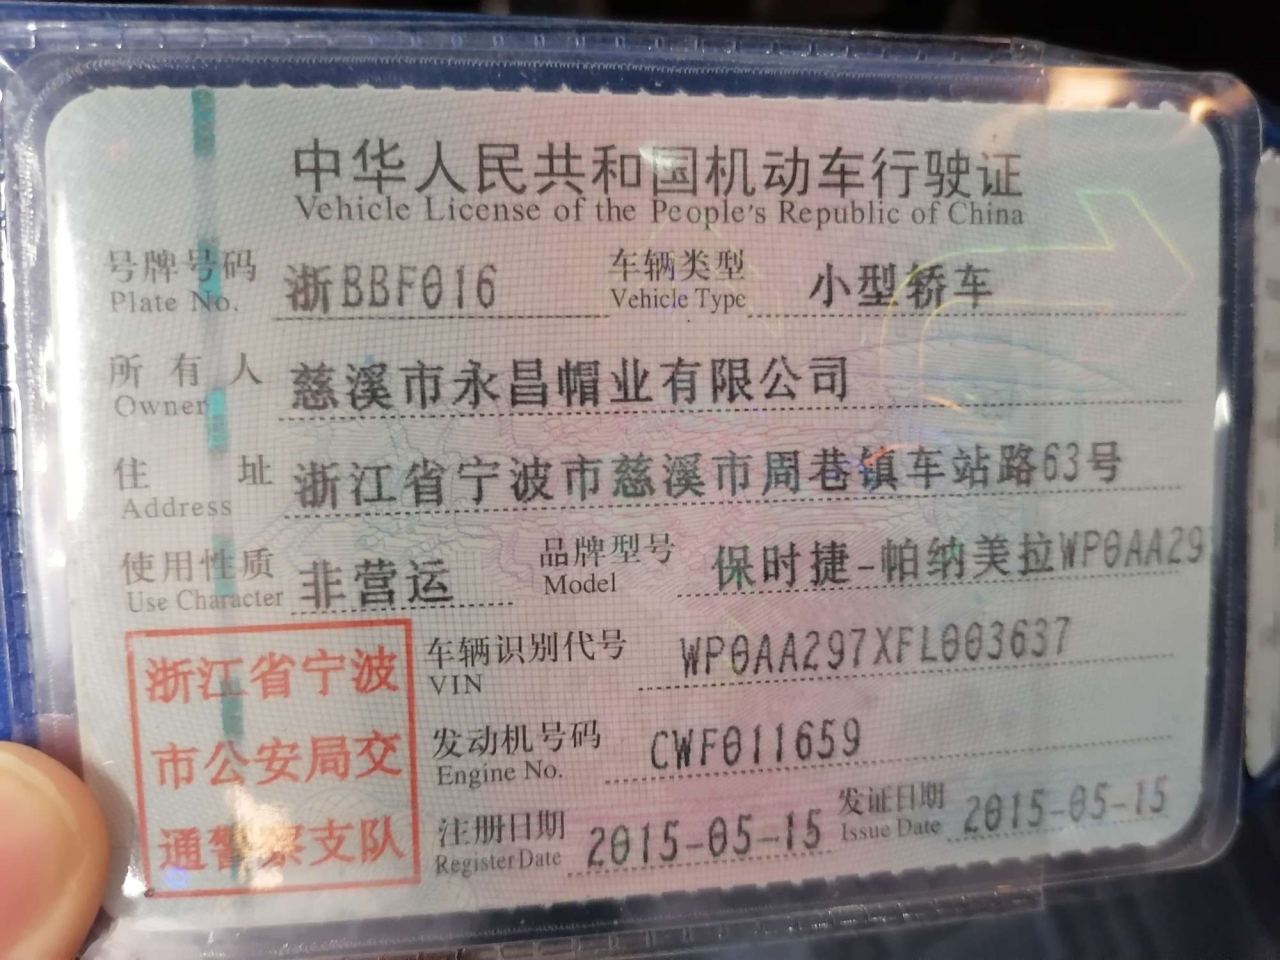 中华人民共和国机动车行驶证
Vehicle License of the People's Republic of China
号牌号码 浙BBF016 车辆类型 小型轿车
Plate No. Vehicle Type
所有人 慈溪市永昌帽业有限公司
Owner
住址 浙江省宁波市慈溪市周巷镇车站路63号
Address
使用性质 非营运 品牌型号 保时捷-帕纳美拉WP0AA29
Use Character Model
浙江省宁波
市公安局交
通警察支队
车辆识别代号 WP0AA297XFL003637
VIN
发动机号码 CWF011659
Engine No.
注册日期 2015-05-15 发证日期 2015-05-15
Register Date Issue Date